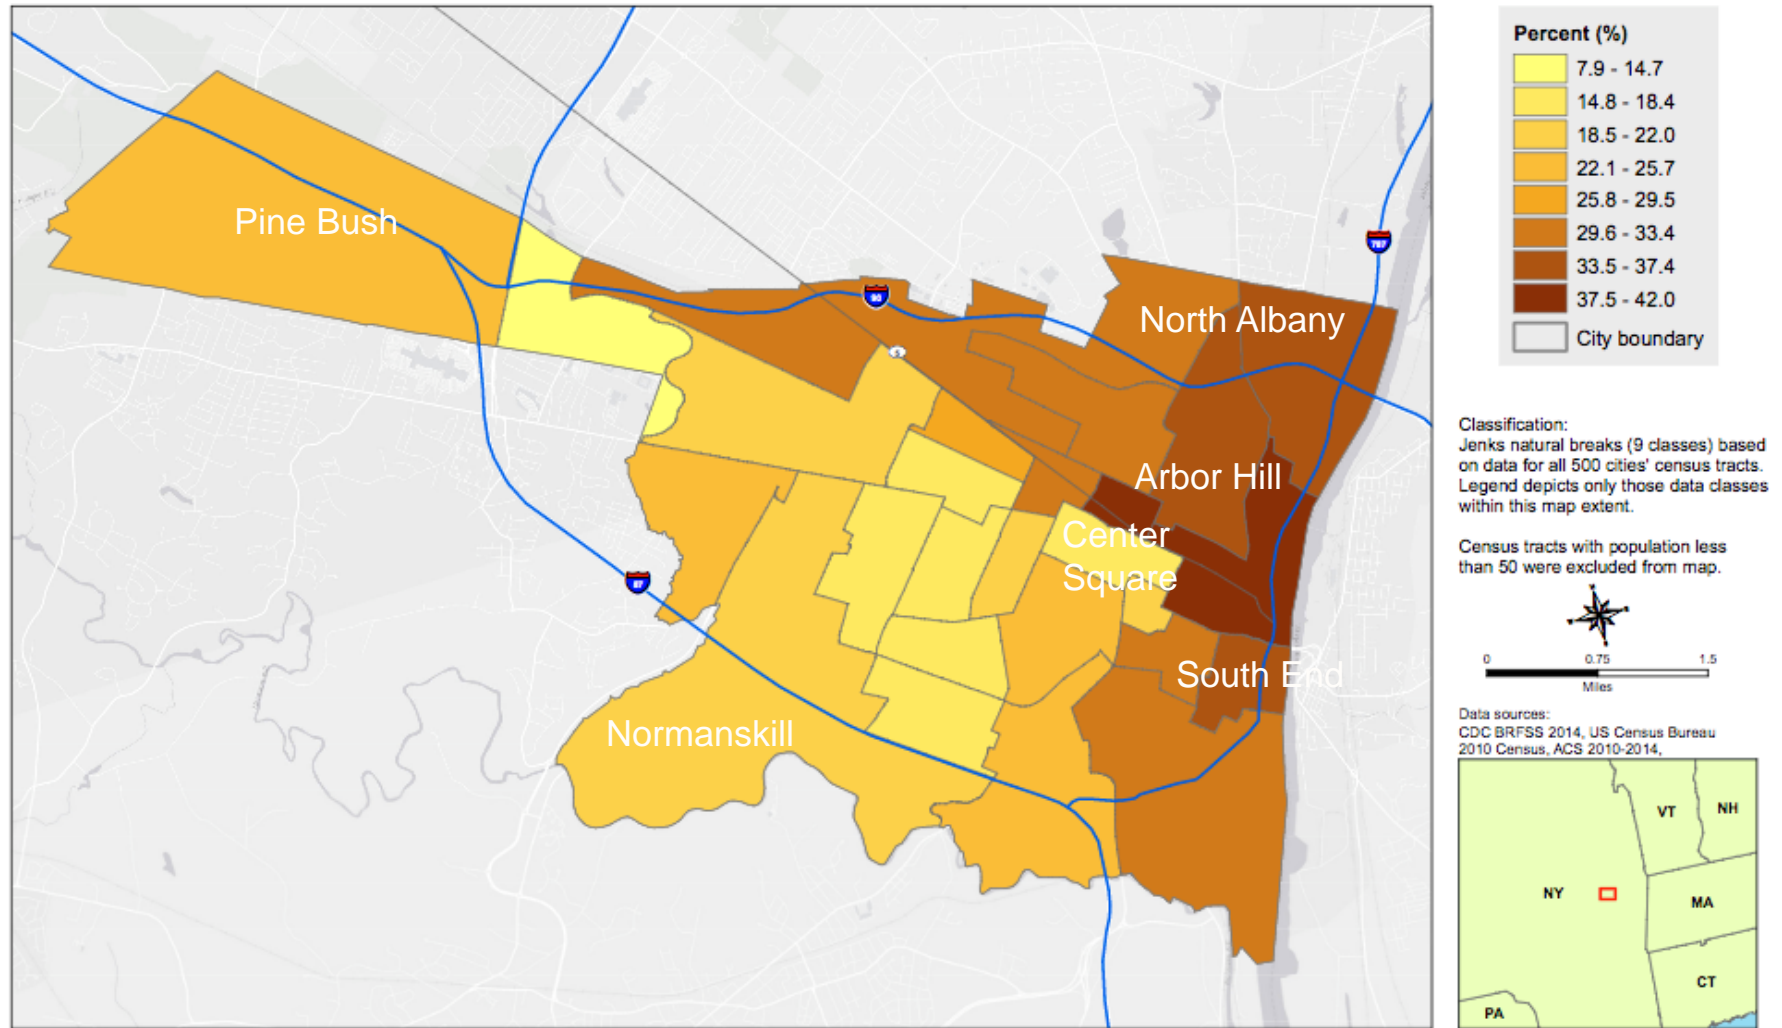 Pine Bush
North Albany
Arbor Hill
Center
Square
South End
Normanskill
90
787
87
5
Percent (%)
7.9 - 14.7
14.8 - 18.4
18.5 - 22.0
22.1 - 25.7
25.8 - 29.5
29.6 - 33.4
33.5 - 37.4
37.5 - 42.0
City boundary
Classification:
Jenks natural breaks (9 classes) based
on data for all 500 cities' census tracts.
Legend depicts only those data classes
within this map extent.
Census tracts with population less
than 50 were excluded from map.
0 0.75 1.5
Miles
Data sources:
CDC BRFSS 2014, US Census Bureau
2010 Census, ACS 2010-2014,
VT
NH
NY
MA
CT
PA